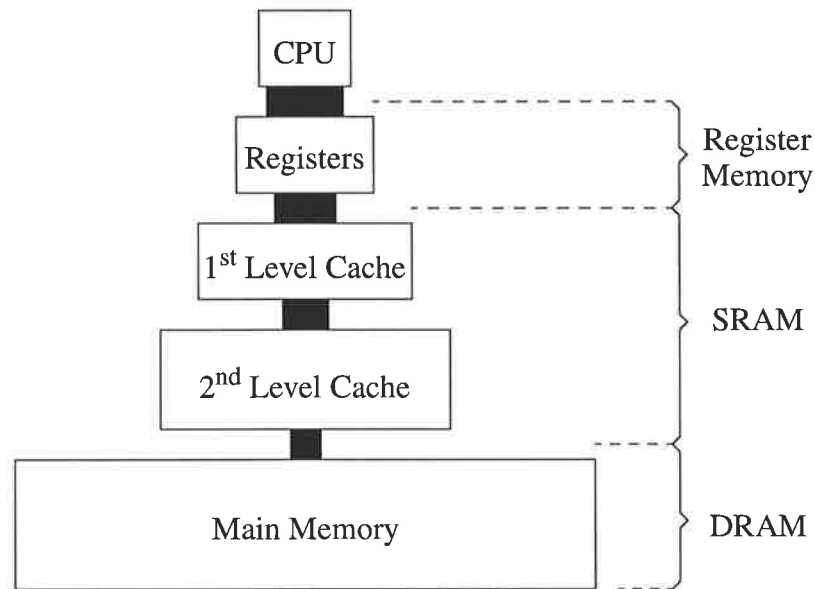 CPU
Registers
Register
Memory
1st Level Cache
SRAM
2nd Level Cache
Main Memory
DRAM